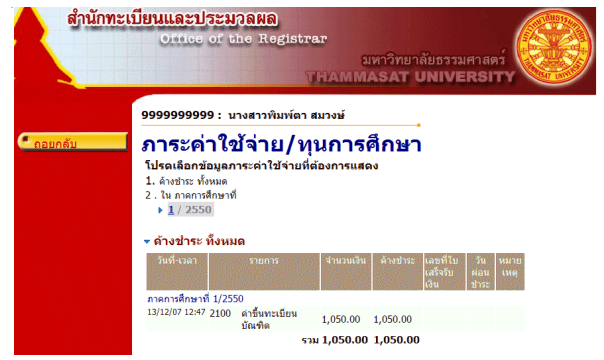 สำนักทะเบียนและประมวลผล
Office of the Registrar
มหาวิทยาลัยธรรมศาสตร์
THAMMASAT UNIVERSITY
9999999999 : นางสาวพิมพ์ดา สมวงษ์
ถอยกลับ
ภาระค่าใช้จ่าย/ทุนการศึกษา
โปรดเลือกข้อมูลภาระค่าใช้จ่ายที่ต้องการแสดง
1. ค้างชำระ ทั้งหมด
2 . ใน ภาคการศึกษาที่
1 / 2550
ค้างชำระ ทั้งหมด
วันที่-เวลา รายการ จำนวนเงิน ค้างชำระ เลขที่ใบเสร็จรับเงิน วันผ่อนชำระ หมายเหตุ
ภาคการศึกษาที่ 1/2550
13/12/07 12:47 2100 ค่าขึ้นทะเบียน
บัณฑิต 1,050.00 1,050.00
รวม 1,050.00 1,050.00